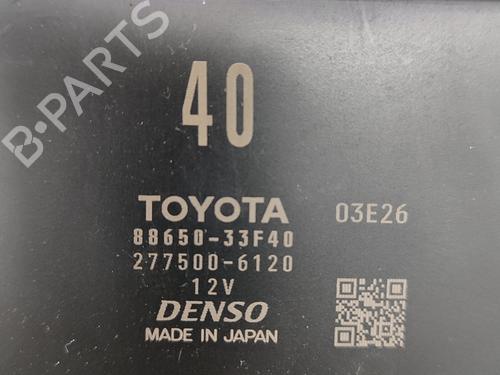 B-PARTS
40
TOYOTA 03E26
88650-33F40
277500-6120
12V
DENSO
MADE IN JAPAN